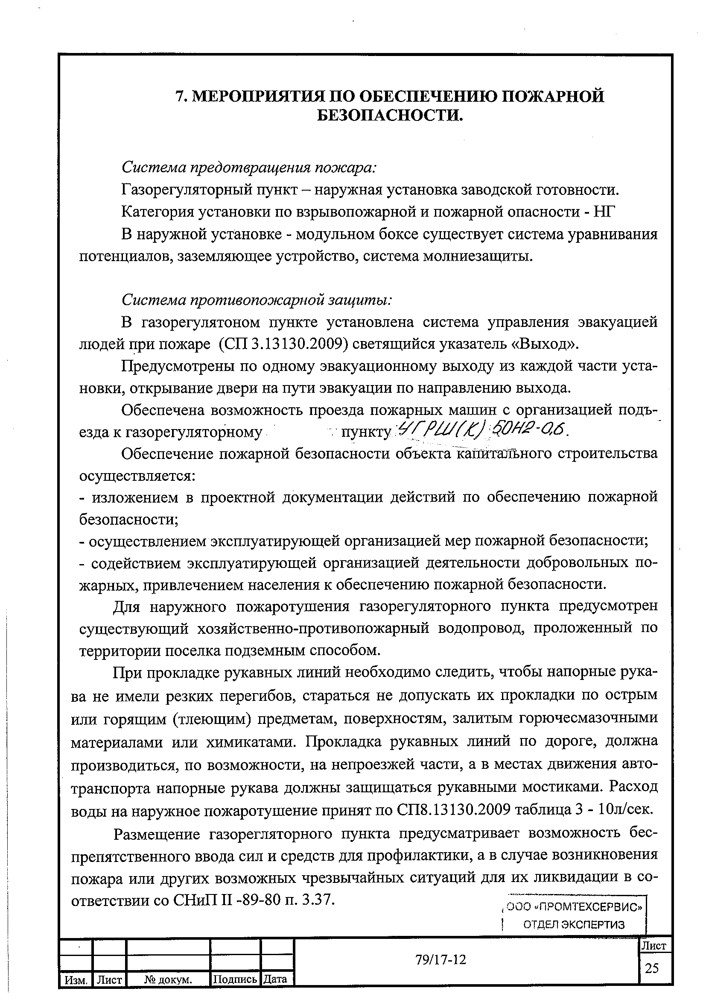 7. МЕРОПРИЯТИЯ ПО ОБЕСПЕЧЕНИЮ ПОЖАРНОЙ
БЕЗОПАСНОСТИ.
Система предотвращения пожара:
Газорегуляторный пункт – наружная установка заводской готовности.
Категория установки по взрывопожарной и пожарной опасности - НГ
В наружной установке - модульном боксе существует система уравнивания
потенциалов, заземляющее устройство, система молниезащиты.
Система противопожарной защиты:
В газорегулятоном пункте установлена система управления эвакуацией
людей при пожаре (СП 3.13130.2009) светящийся указатель «Выход».
Предусмотрены по одному эвакуационному выходу из каждой части уста-
новки, открывание двери на пути эвакуации по направлению выхода.
Обеспечена возможность проезда пожарных машин с организацией подъ-
езда к газорегуляторному пункту УГРШ(К) 50Н2-0,6.
Обеспечение пожарной безопасности объекта капитального строительства
осуществляется:
- изложением в проектной документации действий по обеспечению пожарной
безопасности;
- осуществлением эксплуатирующей организацией мер пожарной безопасности;
- содействием эксплуатирующей организацией деятельности добровольных по-
жарных, привлечением населения к обеспечению пожарной безопасности.
Для наружного пожаротушения газорегуляторного пункта предусмотрен
существующий хозяйственно-противопожарный водопровод, проложенный по
территории поселка подземным способом.
При прокладке рукавных линий необходимо следить, чтобы напорные рука-
ва не имели резких перегибов, стараться не допускать их прокладки по острым
или горящим (тлеющим) предметам, поверхностям, залитым горючесмазочными
материалами или химикатами. Прокладка рукавных линий по дороге, должна
производиться, по возможности, на непроезжей части, а в местах движения авто-
транспорта напорные рукава должны защищаться рукавными мостиками. Расход
воды на наружное пожаротушение принят по СП8.13130.2009 таблица 3 - 10л/сек.
Размещение газорегляторного пункта предусматривает возможность бес-
препятственного ввода сил и средств для профилактики, а в случае возникновения
пожара или других возможных чрезвычайных ситуаций для их ликвидации в со-
ответствии со СНиП II -89-80 п. 3.37.
ООО «ПРОМТЕХСЕРВИС»
ОТДЕЛ ЭКСПЕРТИЗ
79/17-12
Лист
25
Изм. Лист № докум. Подпись Дата